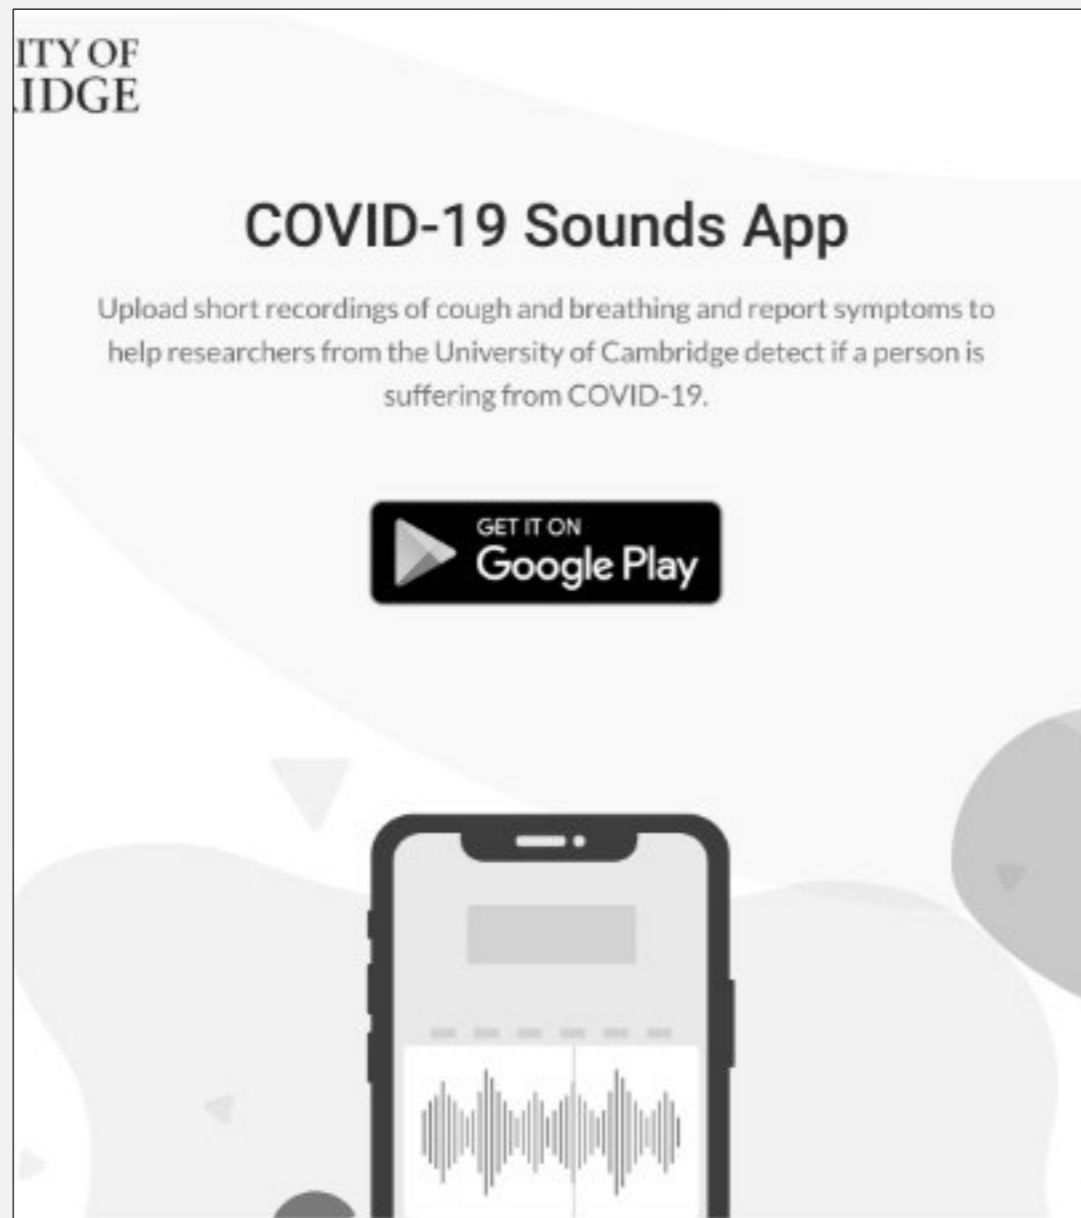 ITY OF
IDGE
COVID-19 Sounds App
Upload short recordings of cough and breathing and report symptoms to
help researchers from the University of Cambridge detect if a person is
suffering from COVID-19.
GET IT ON
Google Play